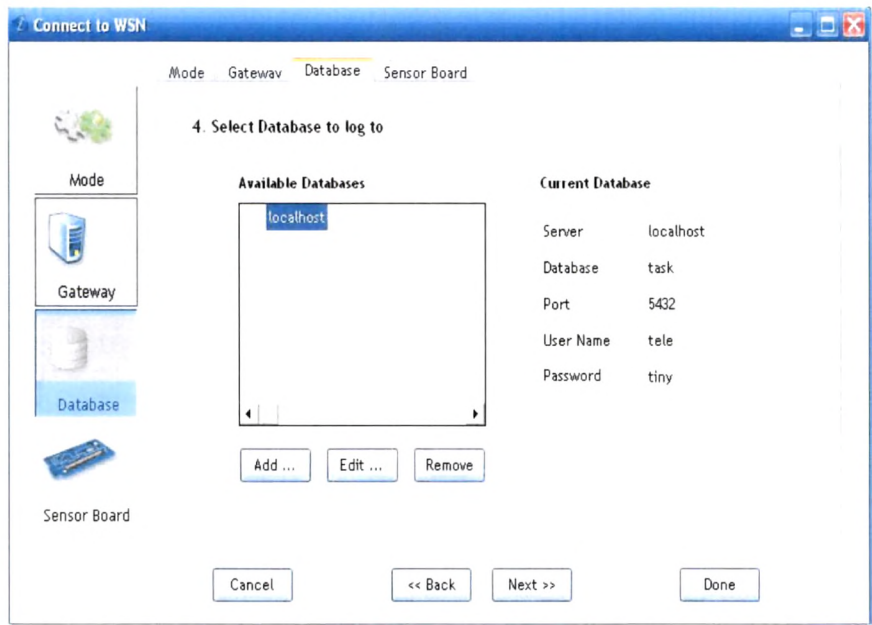 Connect to WSN
Mode Gateway Database Sensor Board
4. Select Database to log to
Mode
Gateway
Database
Sensor Board
Available Databases
localhost
Add ... Edit ... Remove
Current Database
Server localhost
Database task
Port 5432
User Name tele
Password tiny
Cancel << Back Next >> Done